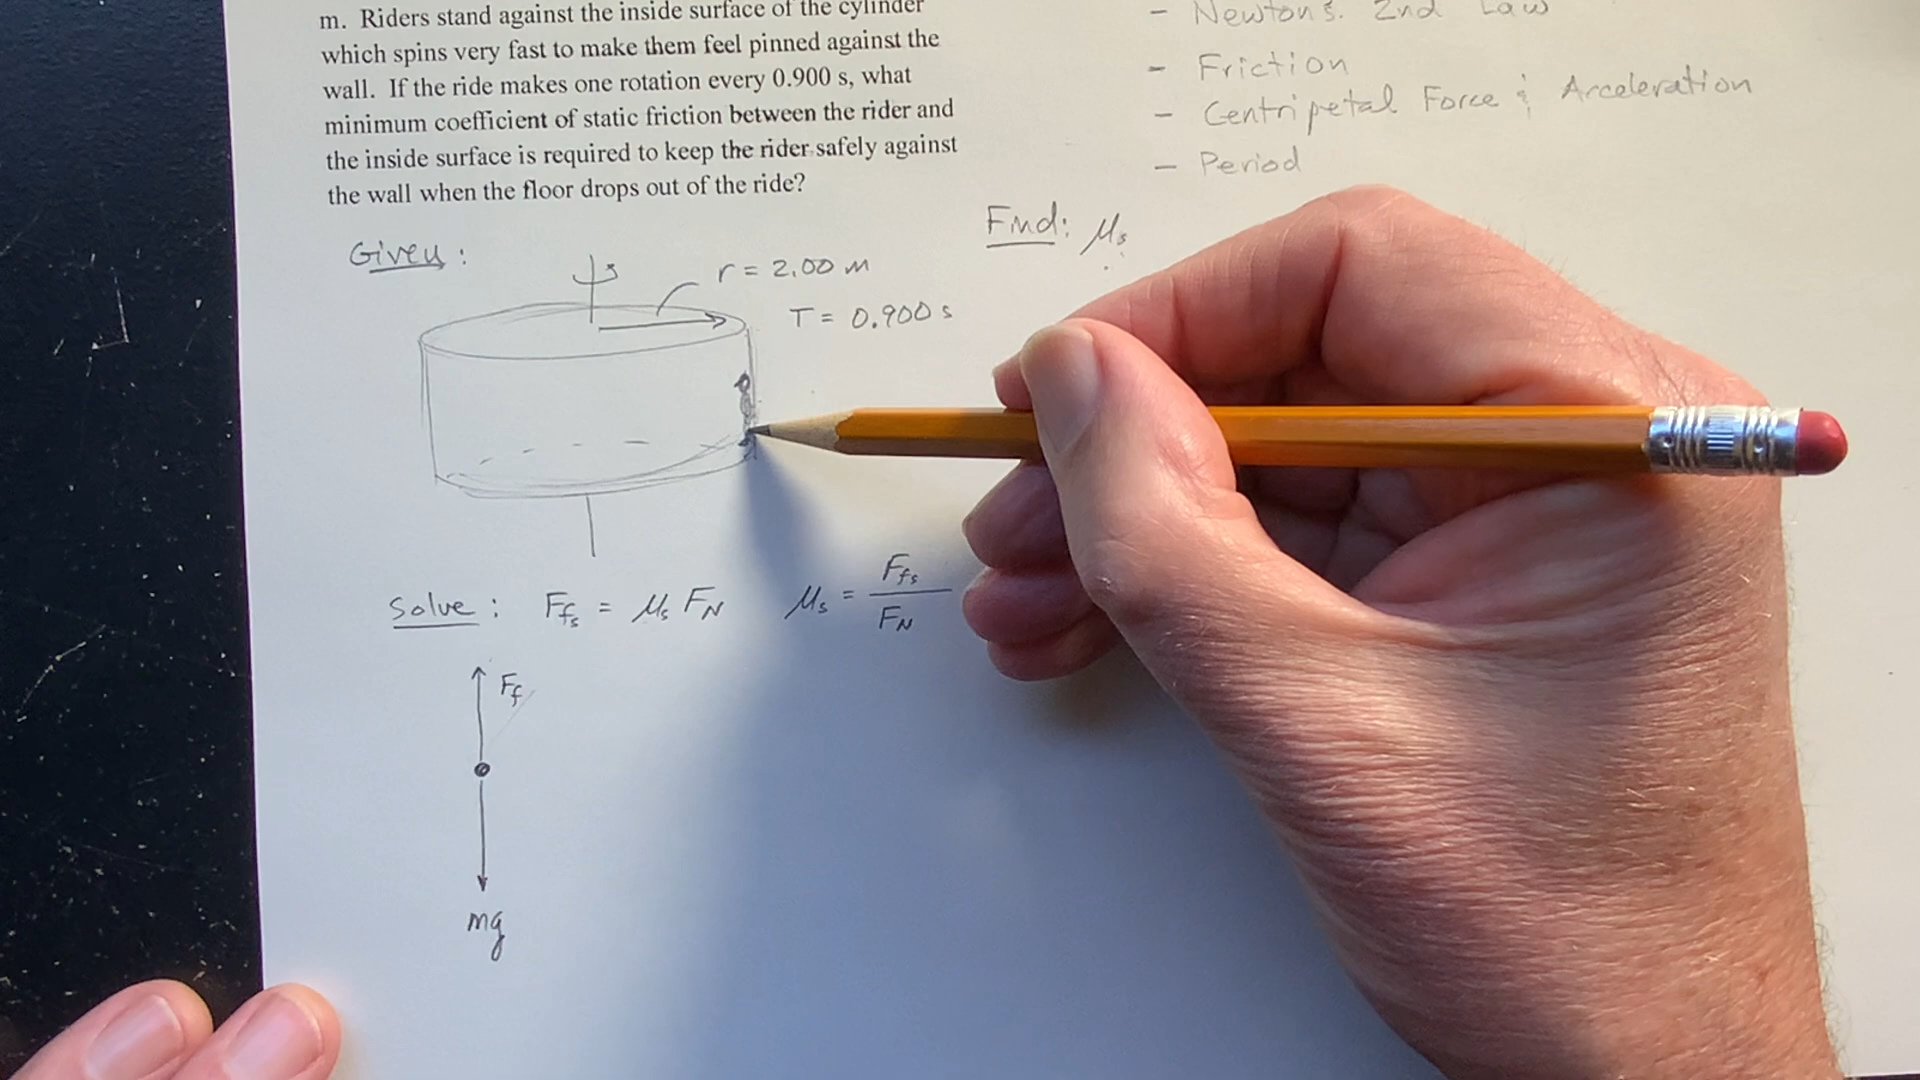 m. Riders stand against the inside surface of the cylinder
which spins very fast to make them feel pinned against the
wall. If the ride makes one rotation every 0.900 s, what
minimum coefficient of static friction between the rider and
the inside surface is required to keep the rider safely against
the wall when the floor drops out of the ride?
- Newton's. 2nd Law
- Friction
- Centripetal Force & Acceleration
- Period
Given:
Find: μs
r = 2.00 m
T = 0.900 s
Solve: Ffs = μs FN μs = Ffs / FN
Ff
mg